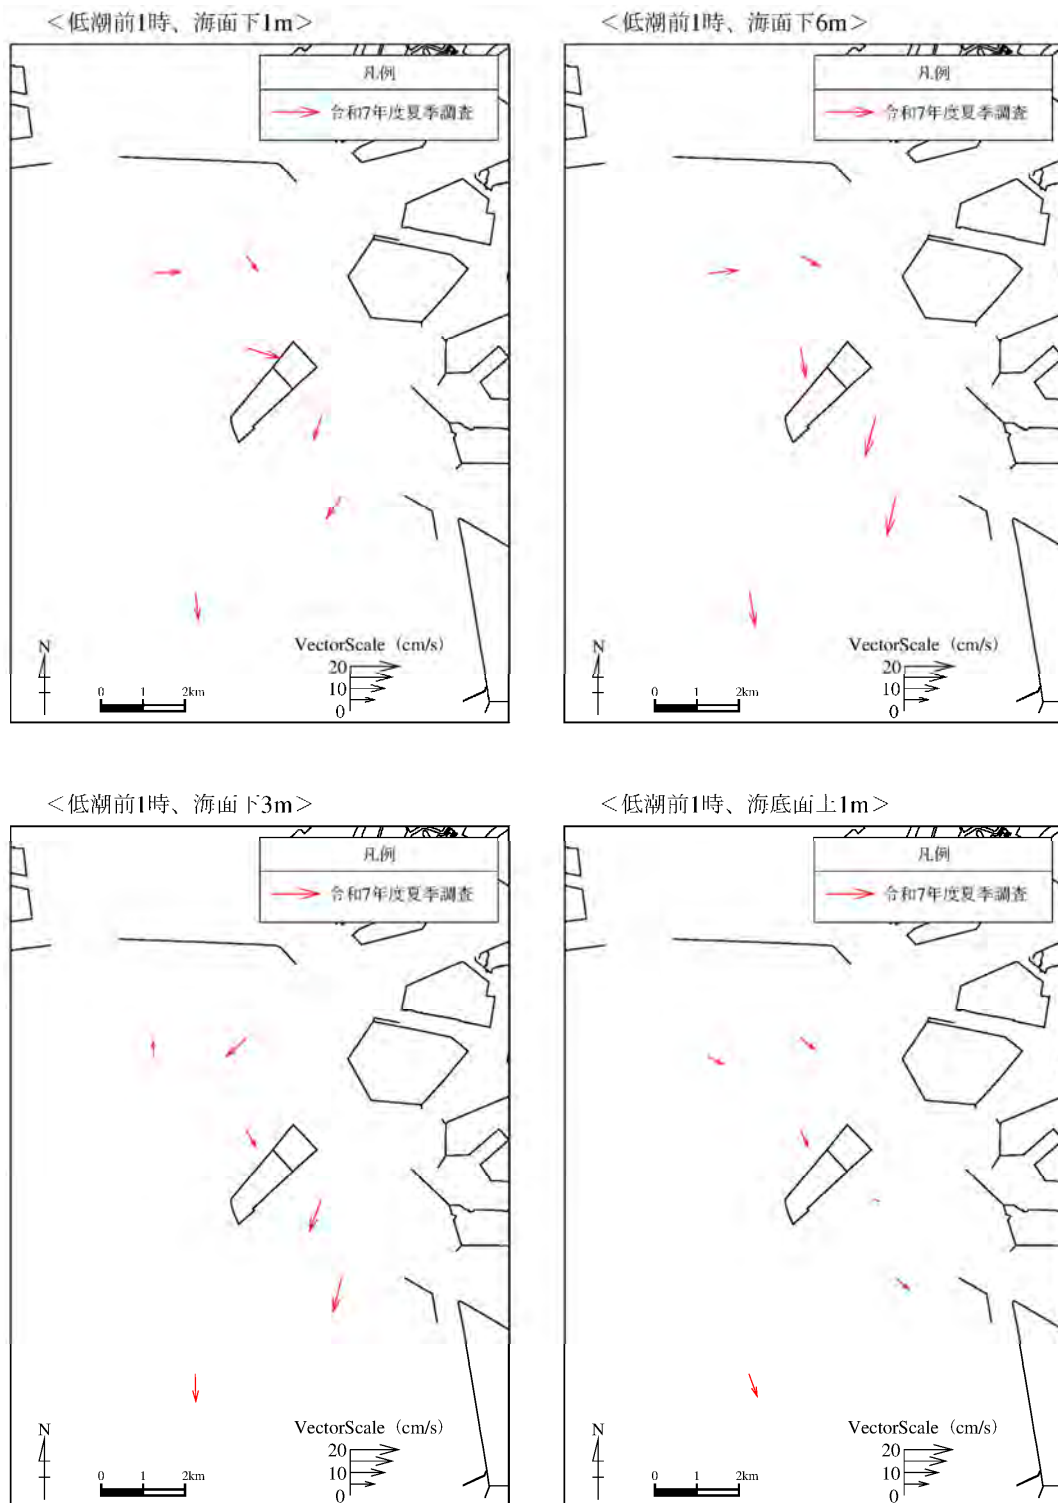 ＜低潮前1時、海面下1m＞
凡例
令和7年度夏季調査
N
0 1 2km
VectorScale (cm/s)
20
10
0
＜低潮前1時、海面下6m＞
凡例
令和7年度夏季調査
N
0 1 2km
VectorScale (cm/s)
20
10
0
＜低潮前1時、海面下3m＞
凡例
令和7年度夏季調査
N
0 1 2km
VectorScale (cm/s)
20
10
0
＜低潮前1時、海底面上1m＞
凡例
令和7年度夏季調査
N
0 1 2km
VectorScale (cm/s)
20
10
0